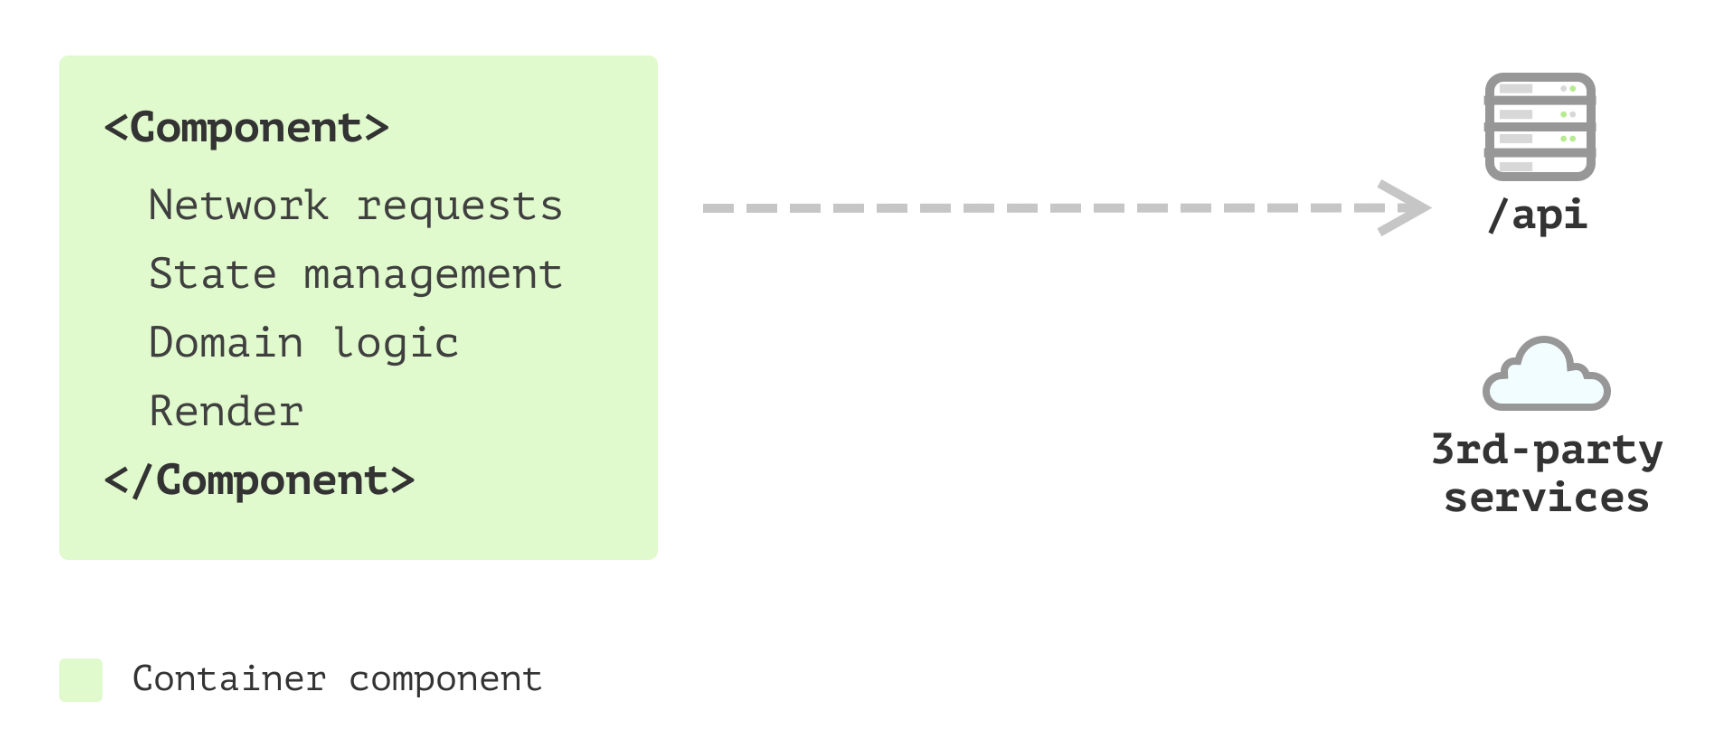 <Component>
Network requests
State management
Domain logic
Render
</Component>
/api
3rd-party
services
Container component